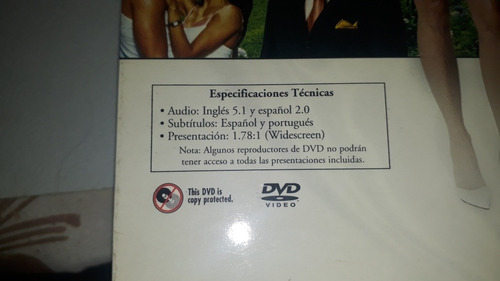 Especificaciones Técnicas
• Audio: Inglés 5.1 y español 2.0
• Subtítulos: Español y portugués
• Presentación: 1.78:1 (Widescreen)
Nota: Algunos reproductores de DVD no podrán
tener acceso a todas las presentaciones incluidas.
This DVD is
copy protected.
DVD
VIDEO